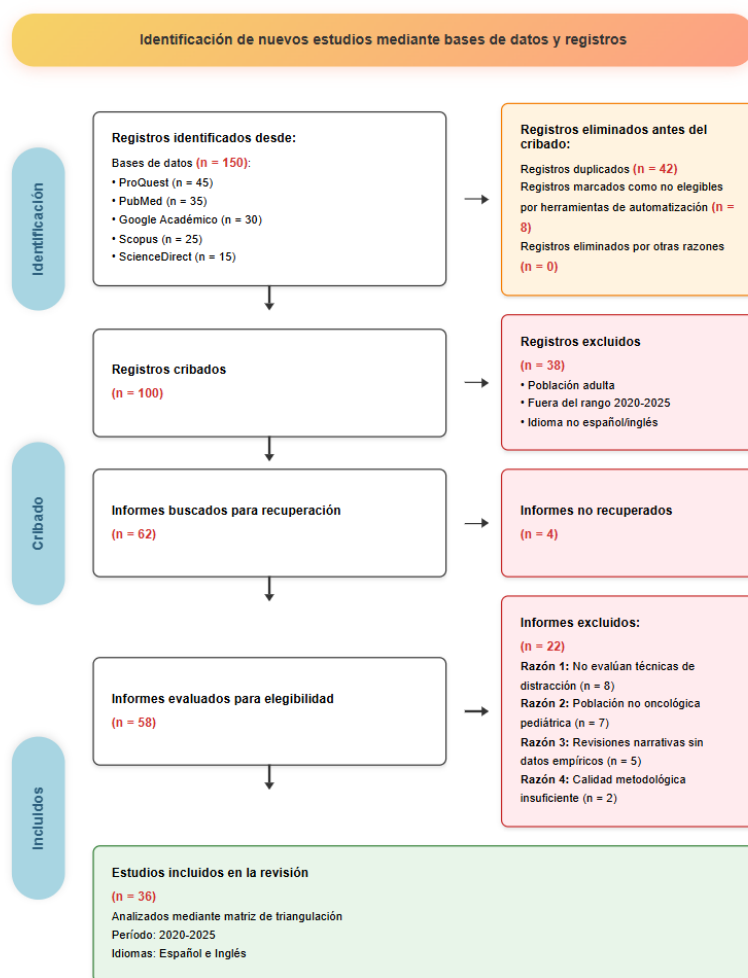 Identificación de nuevos estudios mediante bases de datos y registros
Identificación
Registros identificados desde:
Bases de datos (n = 150):
• ProQuest (n = 45)
• PubMed (n = 35)
• Google Académico (n = 30)
• Scopus (n = 25)
• ScienceDirect (n = 15)
Registros eliminados antes del
cribado:
Registros duplicados (n = 42)
Registros marcados como no elegibles
por herramientas de automatización (n =
8)
Registros eliminados por otras razones
(n = 0)
Cribado
Registros cribados
(n = 100)
Registros excluidos
(n = 38)
• Población adulta
• Fuera del rango 2020-2025
• Idioma no español/inglés
Informes buscados para recuperación
(n = 62)
Informes no recuperados
(n = 4)
Informes evaluados para elegibilidad
(n = 58)
Informes excluidos:
(n = 22)
Razón 1: No evalúan técnicas de
distracción (n = 8)
Razón 2: Población no oncológica
pediátrica (n = 7)
Razón 3: Revisiones narrativas sin
datos empíricos (n = 5)
Razón 4: Calidad metodológica
insuficiente (n = 2)
Incluidos
Estudios incluidos en la revisión
(n = 36)
Analizados mediante matriz de triangulación
Período: 2020-2025
Idiomas: Español e Inglés